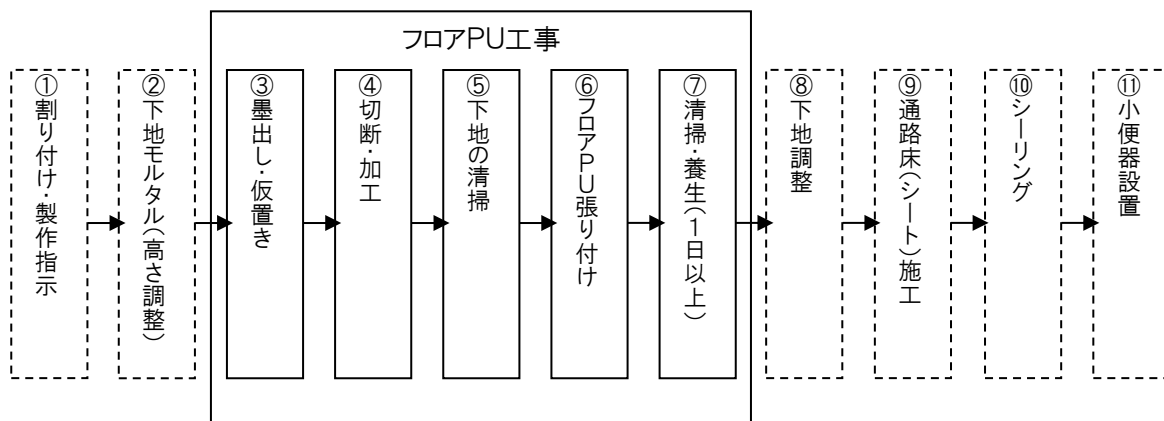 フロアPU工事
①割り付け・製作指示
②下地モルタル(高さ調整)
③墨出し・仮置き
④切断・加工
⑤下地の清掃
⑥フロアPU張り付け
⑦清掃・養生(1日以上)
⑧下地調整
⑨通路床(シート)施工
⑩シーリング
⑪小便器設置